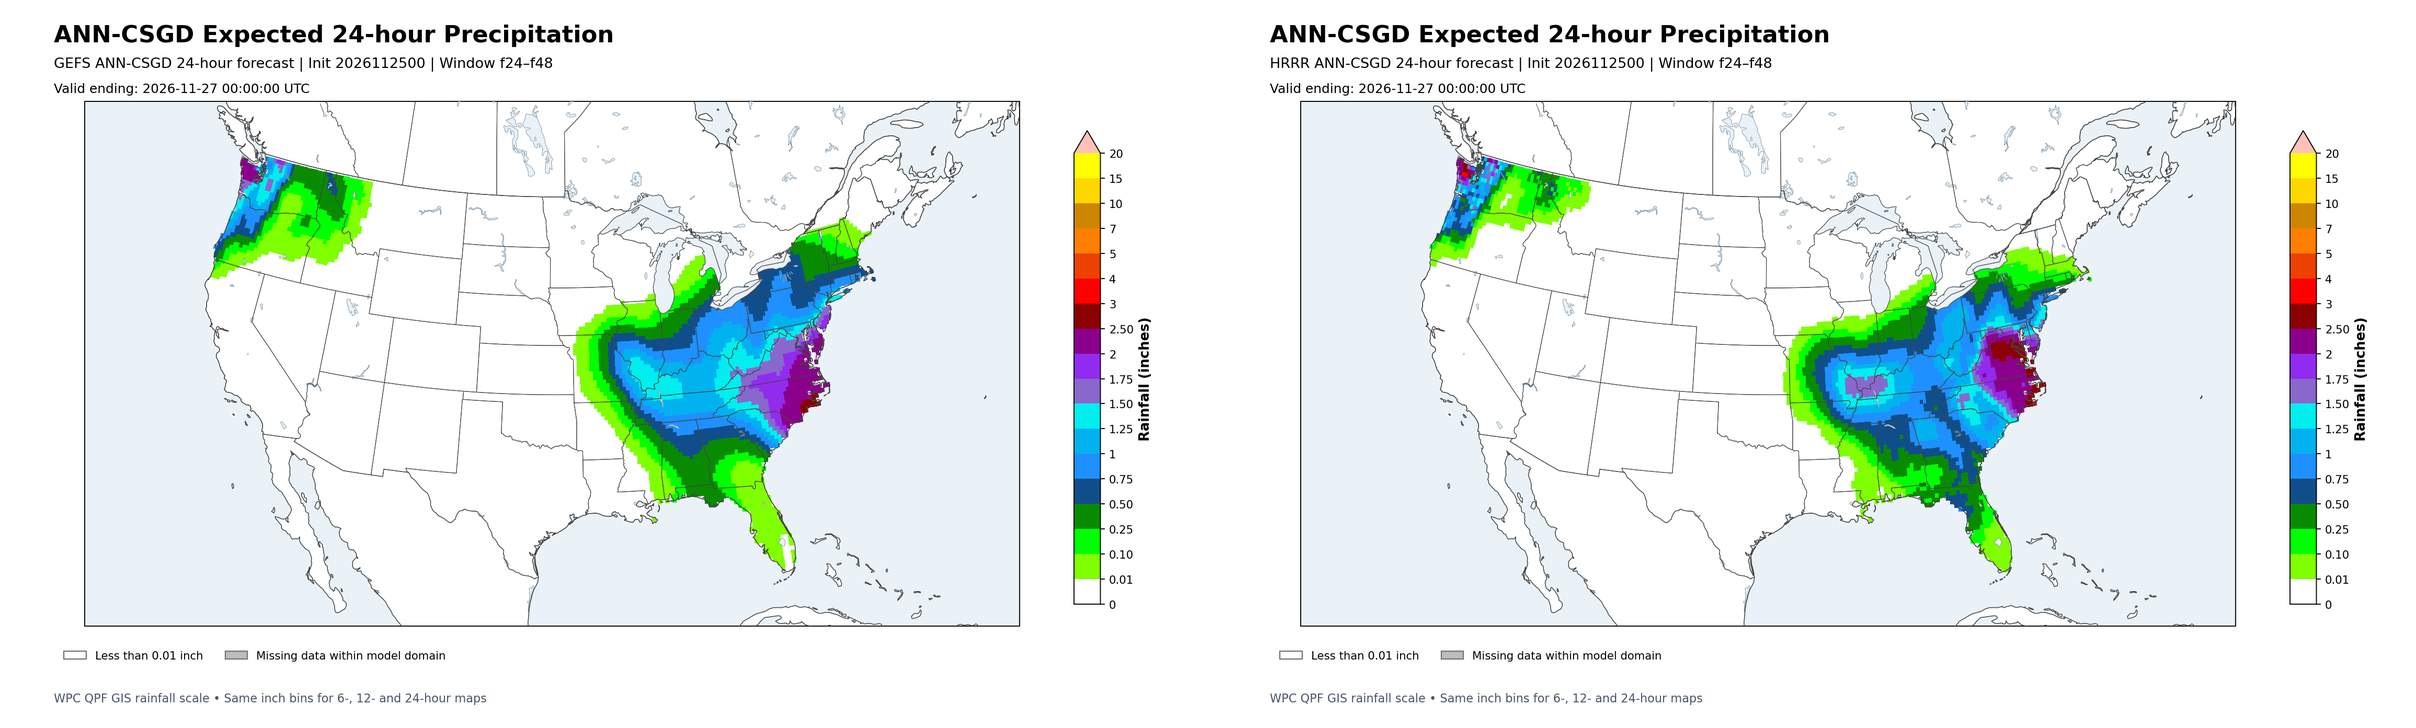 ANN-CSGD Expected 24-hour Precipitation
GEFS ANN-CSGD 24-hour forecast | Init 2026112500 | Window f24–f48
Valid ending: 2026-11-27 00:00:00 UTC
20
15
10
7
5
4
3
2.50
2
1.75
1.50
1.25
1
0.75
0.50
0.25
0.10
0.01
0
Rainfall (inches)
Less than 0.01 inch
Missing data within model domain
WPC QPF GIS rainfall scale • Same inch bins for 6-, 12- and 24-hour maps
ANN-CSGD Expected 24-hour Precipitation
HRRR ANN-CSGD 24-hour forecast | Init 2026112500 | Window f24–f48
Valid ending: 2026-11-27 00:00:00 UTC
20
15
10
7
5
4
3
2.50
2
1.75
1.50
1.25
1
0.75
0.50
0.25
0.10
0.01
0
Rainfall (inches)
Less than 0.01 inch
Missing data within model domain
WPC QPF GIS rainfall scale • Same inch bins for 6-, 12- and 24-hour maps